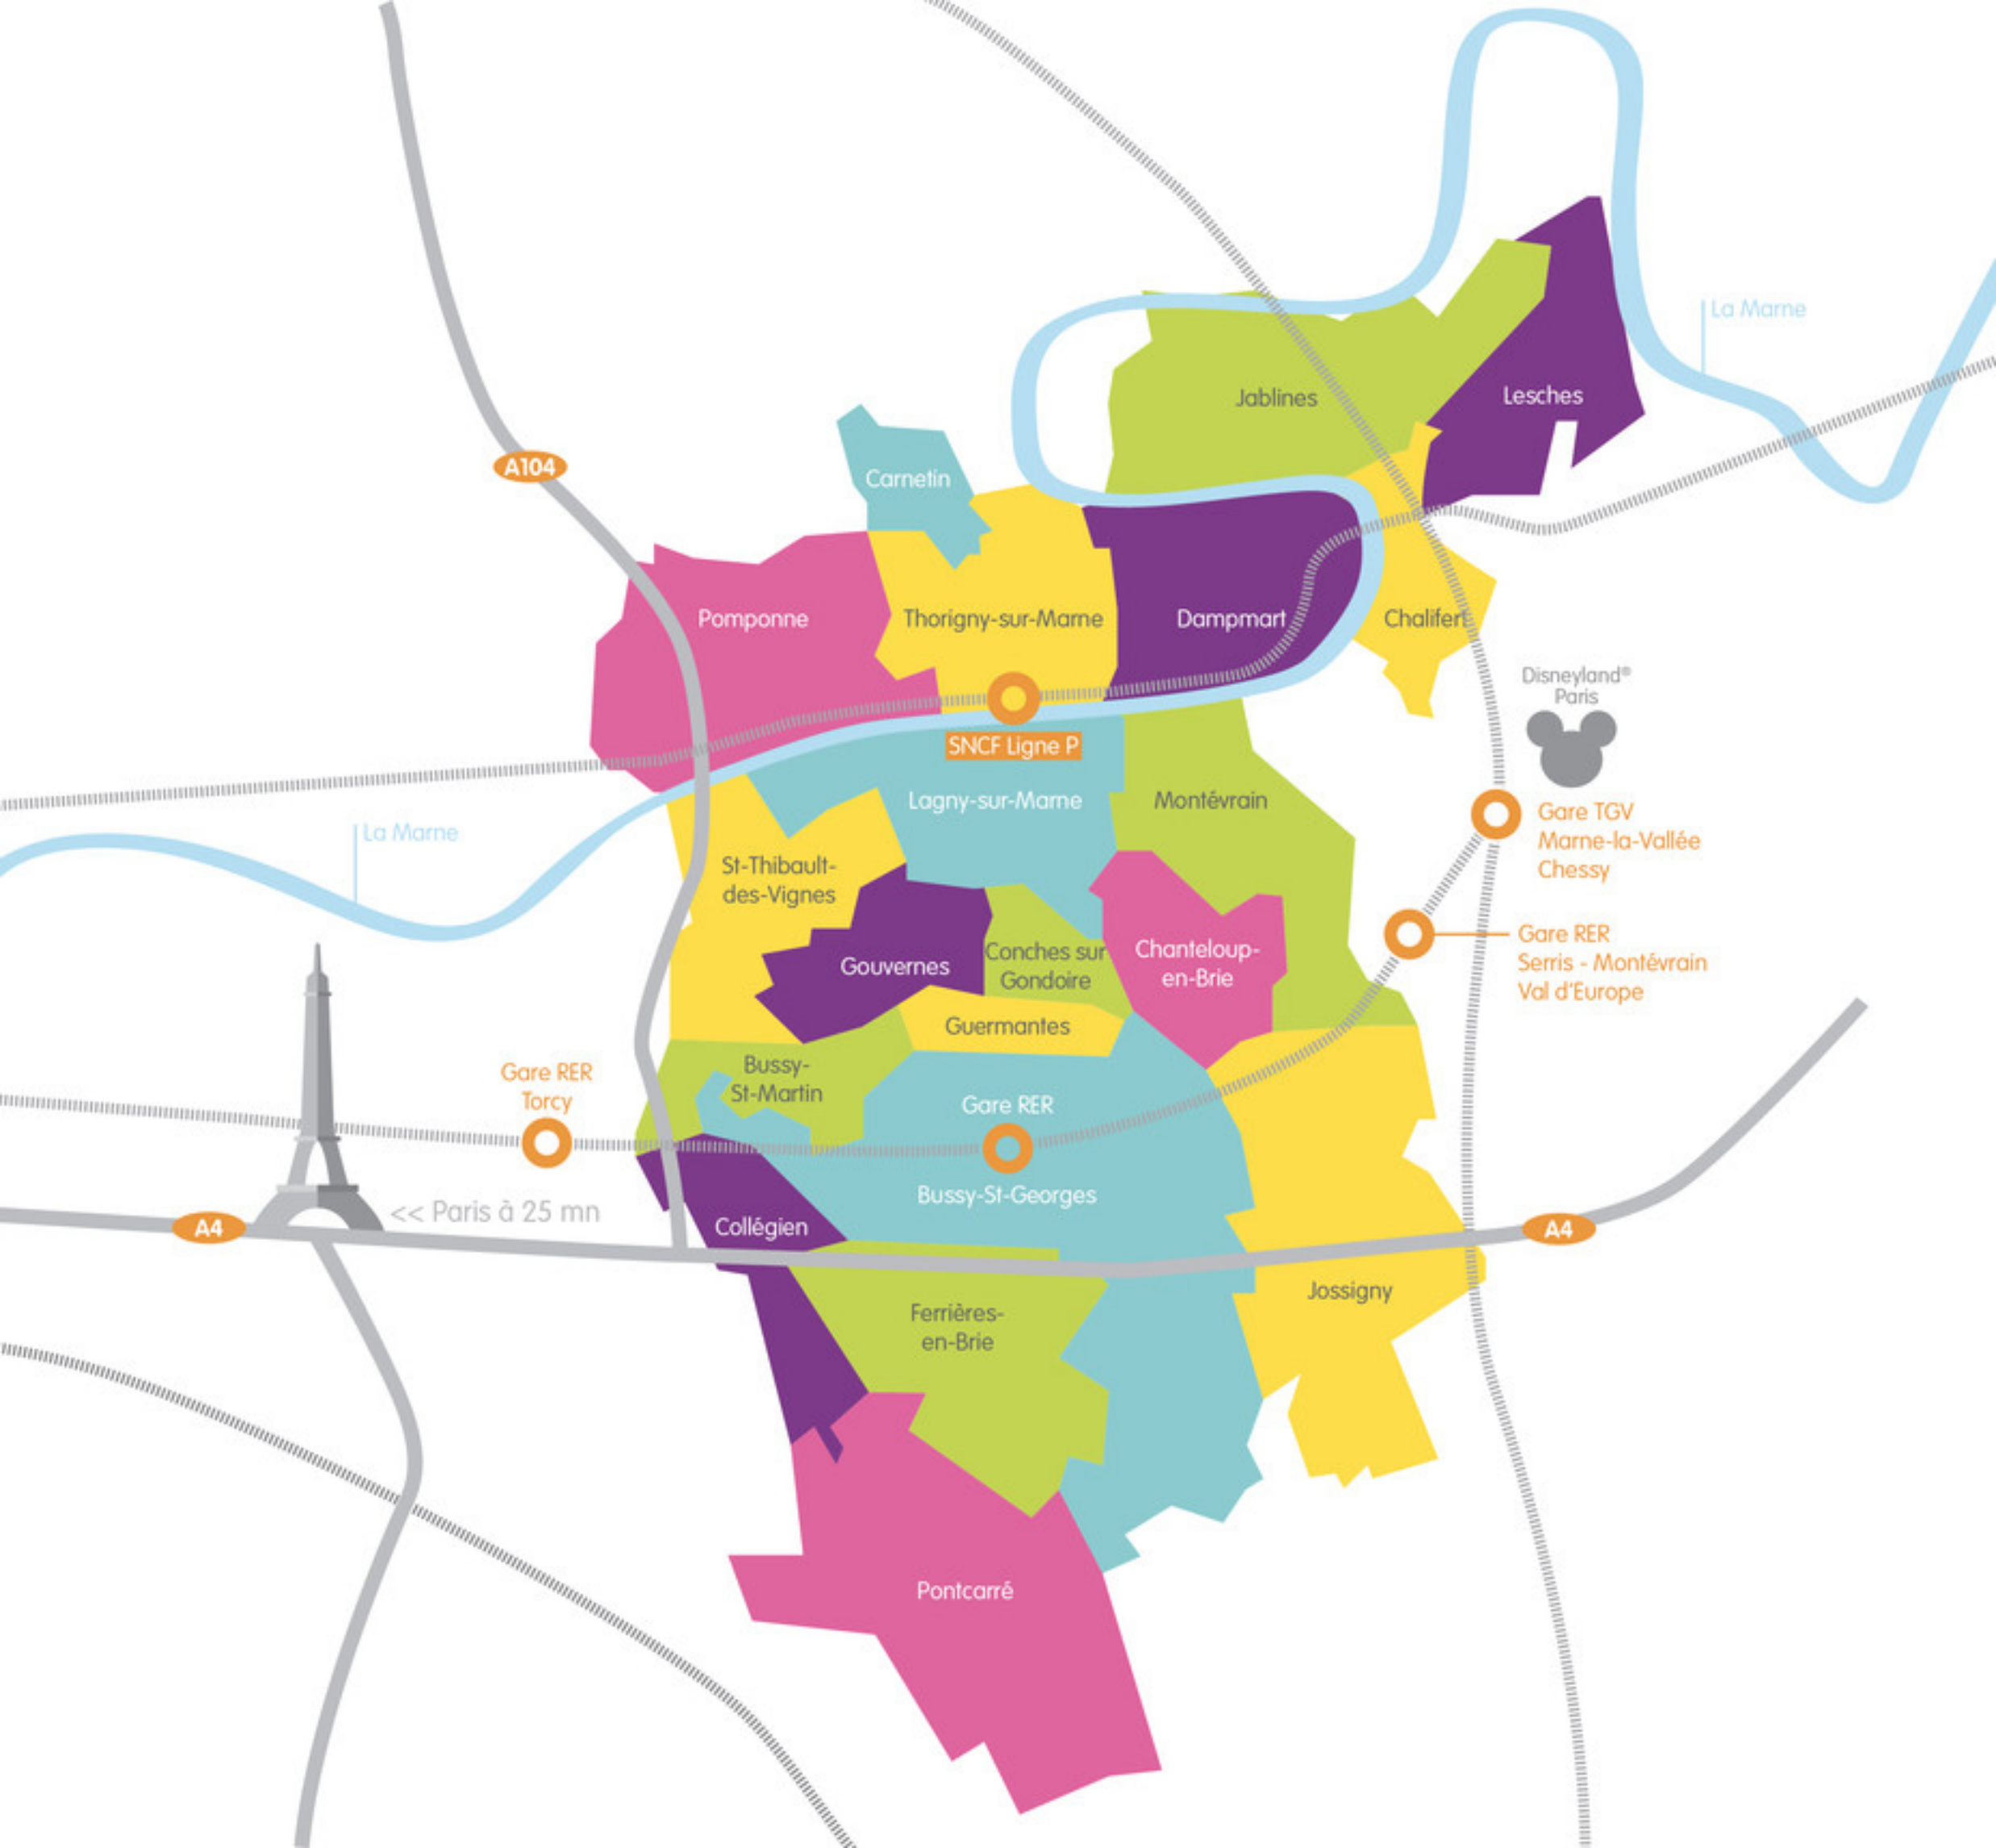 La Marne
Jablines
Lesches
A104
Carnetin
Pomponne
Thorigny-sur-Marne
Dampmart
Chalifert
Disneyland®
Paris
SNCF Ligne P
Lagny-sur-Marne
Montévrain
Gare TGV
Marne-la-Vallée
Chessy
La Marne
St-Thibault-
des-Vignes
Gouvernes
Conches sur
Gondoire
Chanteloup-
en-Brie
Gare RER
Serris - Montévrain
Val d'Europe
Guermantes
Bussy-
St-Martin
Gare RER
Torcy
Gare RER
Bussy-St-Georges
<< Paris à 25 mn
A4
Collégien
A4
Jossigny
Ferrières-
en-Brie
Pontcarré